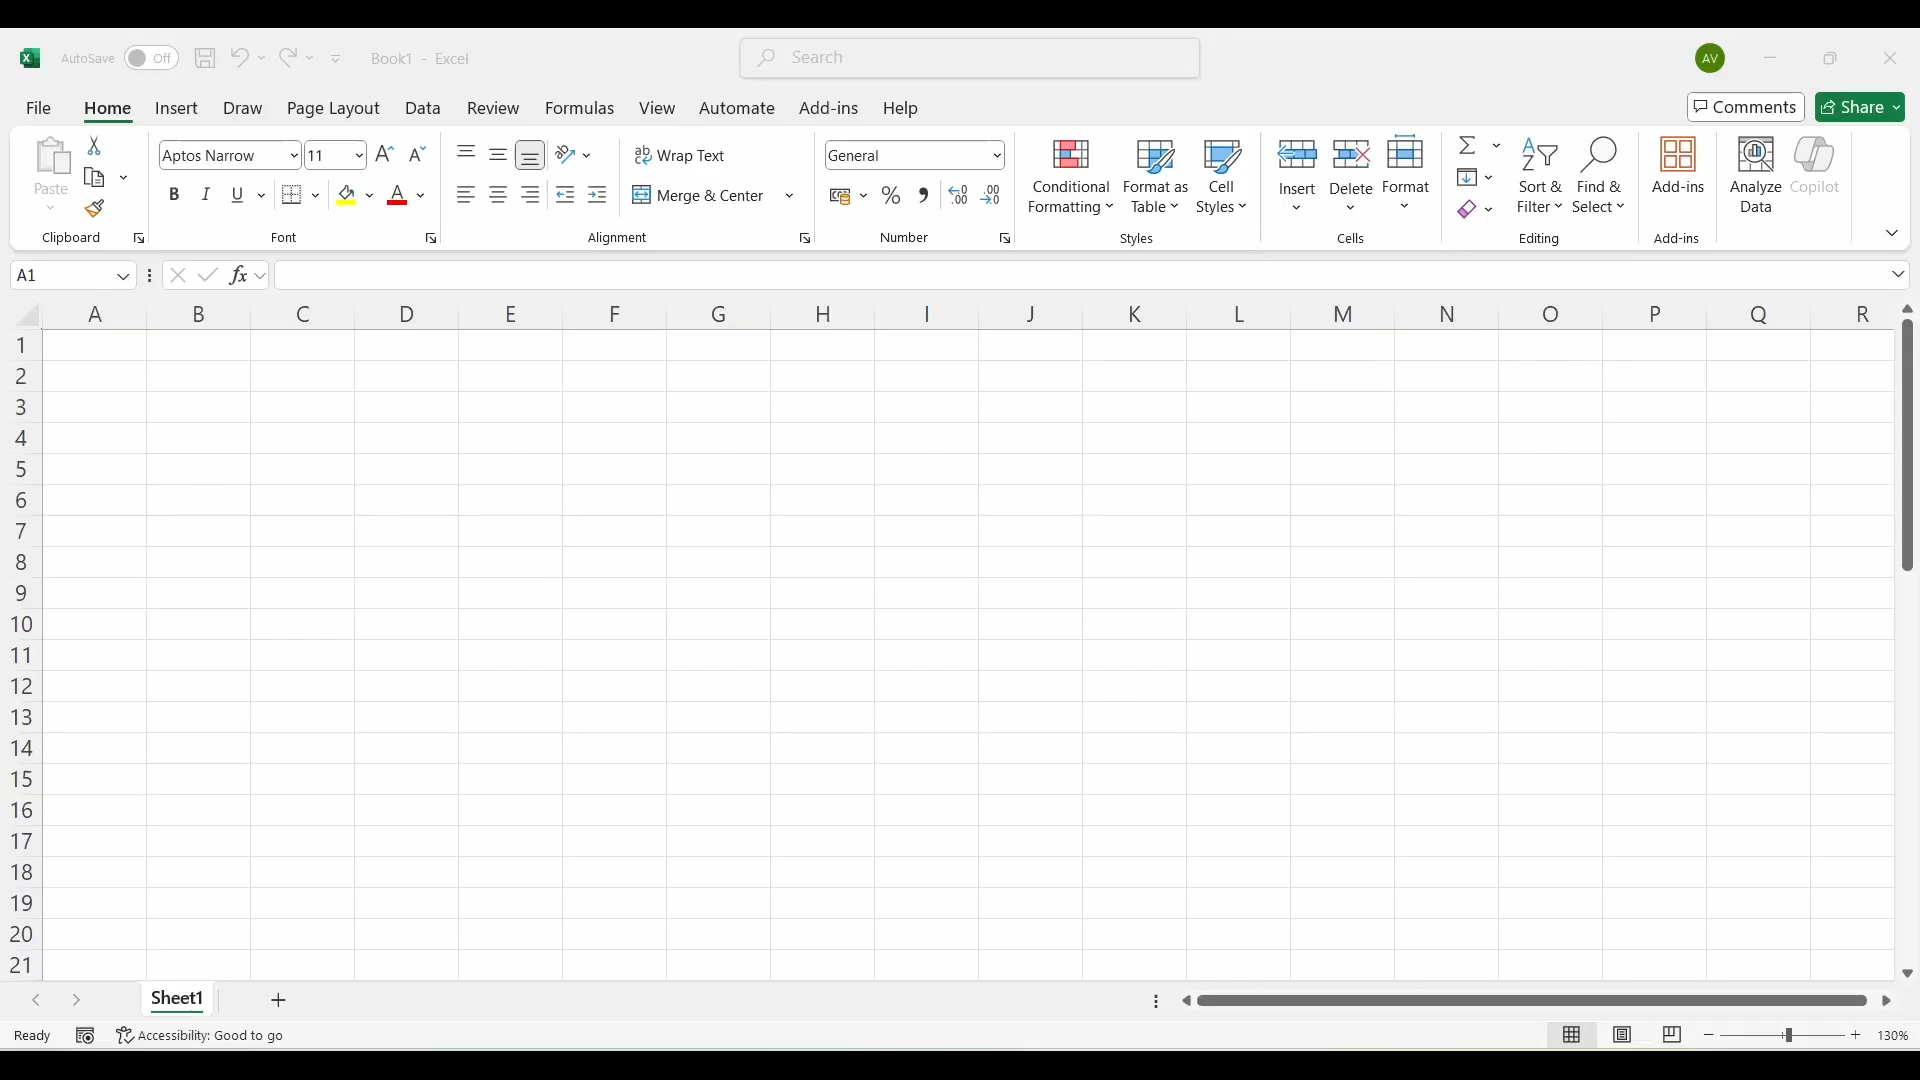 AutoSave Off Book1 - Excel Search AV
File Home Insert Draw Page Layout Data Review Formulas View Automate Add-ins Help Comments Share
Paste
Clipboard
Aptos Narrow 11
B I U
Font
Wrap Text
Merge & Center
Alignment
General
Number
Conditional Formatting
Format as Table
Cell Styles
Styles
Insert Delete Format
Cells
Sort & Filter
Find & Select
Editing
Add-ins
Add-ins
Analyze Data
Copilot
A1 fx
A B C D E F G H I J K L M N O P Q R
1
2
3
4
5
6
7
8
9
10
11
12
13
14
15
16
17
18
19
20
21
Sheet1
Ready Accessibility: Good to go 130%